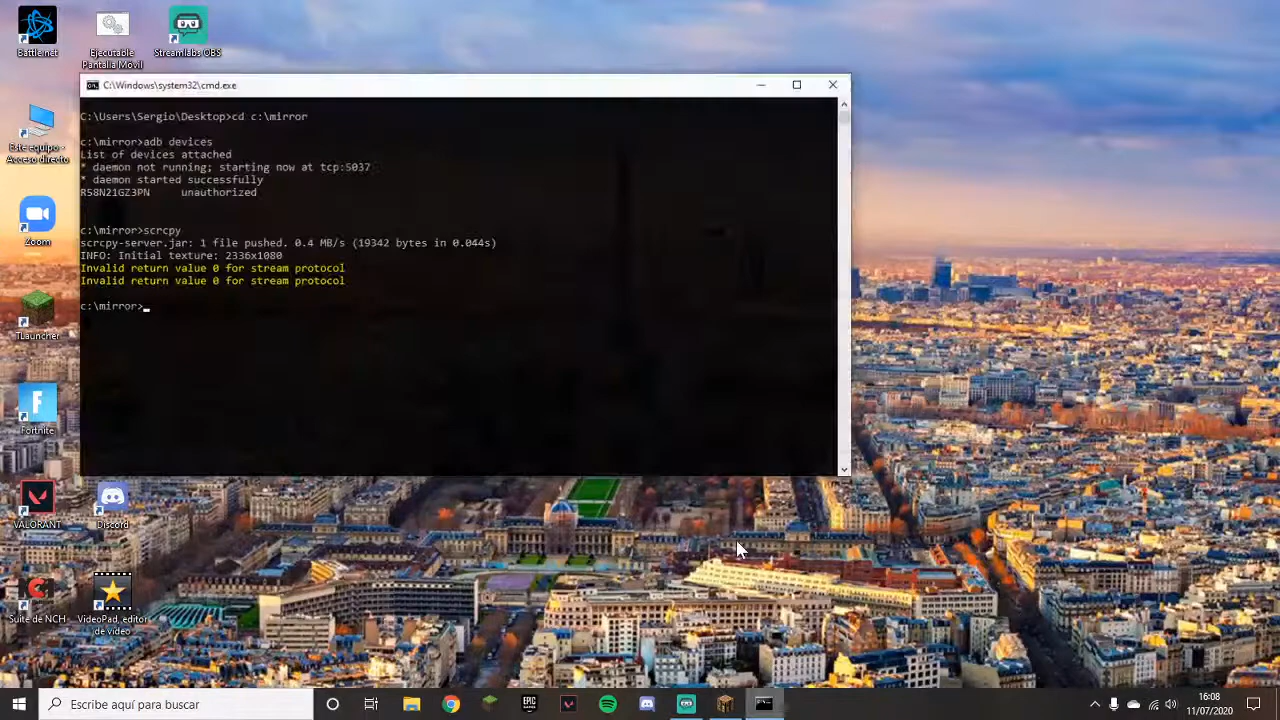 Battle.net
Ejecutable
Pantalla Movil
Streamlabs OBS
Este equipo -
Acceso directo
Zoom
TLauncher
Fortnite
VALORANT
Discord
Suite de NCH
VideoPad, editor
de vídeo
C:\Windows\system32\cmd.exe
C:\Users\Sergio\Desktop>cd c:\mirror
c:\mirror>adb devices
List of devices attached
* daemon not running; starting now at tcp:5037
* daemon started successfully
R58N21GZ3PN     unauthorized
c:\mirror>scrcpy
scrcpy-server.jar: 1 file pushed. 0.4 MB/s (19342 bytes in 0.044s)
INFO: Initial texture: 2336x1080
Invalid return value 0 for stream protocol
Invalid return value 0 for stream protocol
c:\mirror>
Escribe aquí para buscar
EPIC
GAMES
16:08
11/07/2020